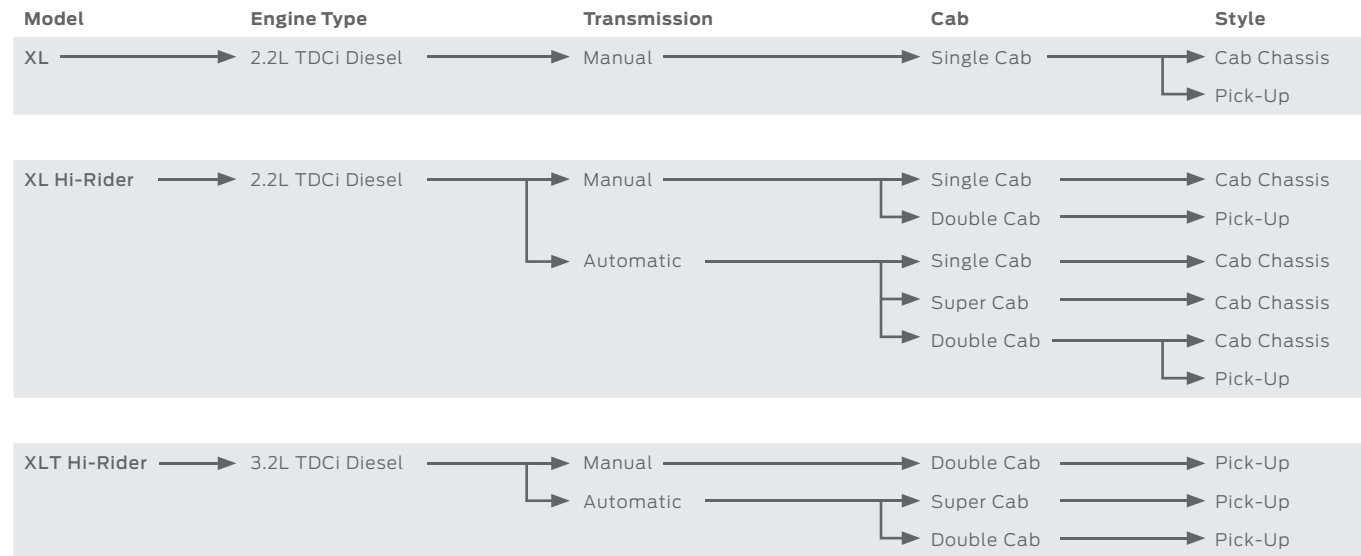 Model Engine Type Transmission Cab Style
XL 2.2L TDCi Diesel Manual Single Cab Cab Chassis
Pick-Up
XL Hi-Rider 2.2L TDCi Diesel Manual Single Cab Cab Chassis
Double Cab Pick-Up
Automatic Single Cab Cab Chassis
Super Cab Cab Chassis
Double Cab Cab Chassis
Pick-Up
XLT Hi-Rider 3.2L TDCi Diesel Manual Double Cab Pick-Up
Automatic Super Cab Pick-Up
Double Cab Pick-Up